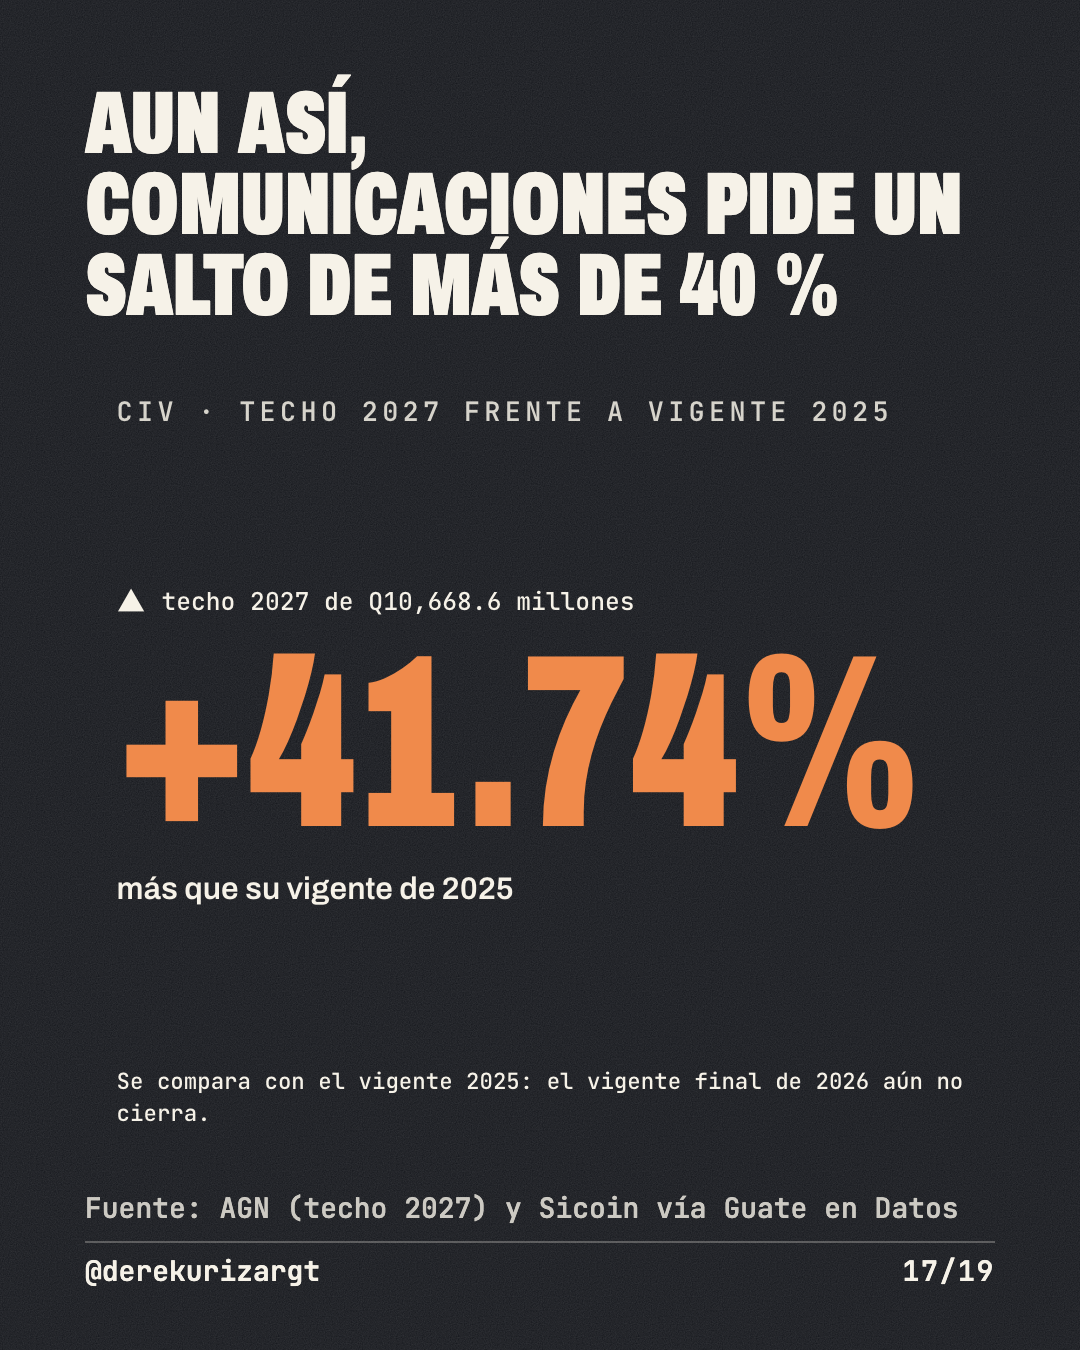 AUN ASÍ,
COMUNICACIONES PIDE UN
SALTO DE MÁS DE 40 %
CIV · TECHO 2027 FRENTE A VIGENTE 2025
▲ techo 2027 de Q10,668.6 millones
+41.74%
más que su vigente de 2025
Se compara con el vigente 2025: el vigente final de 2026 aún no
cierra.
Fuente: AGN (techo 2027) y Sicoin vía Guate en Datos
@derekurizargt
17/19